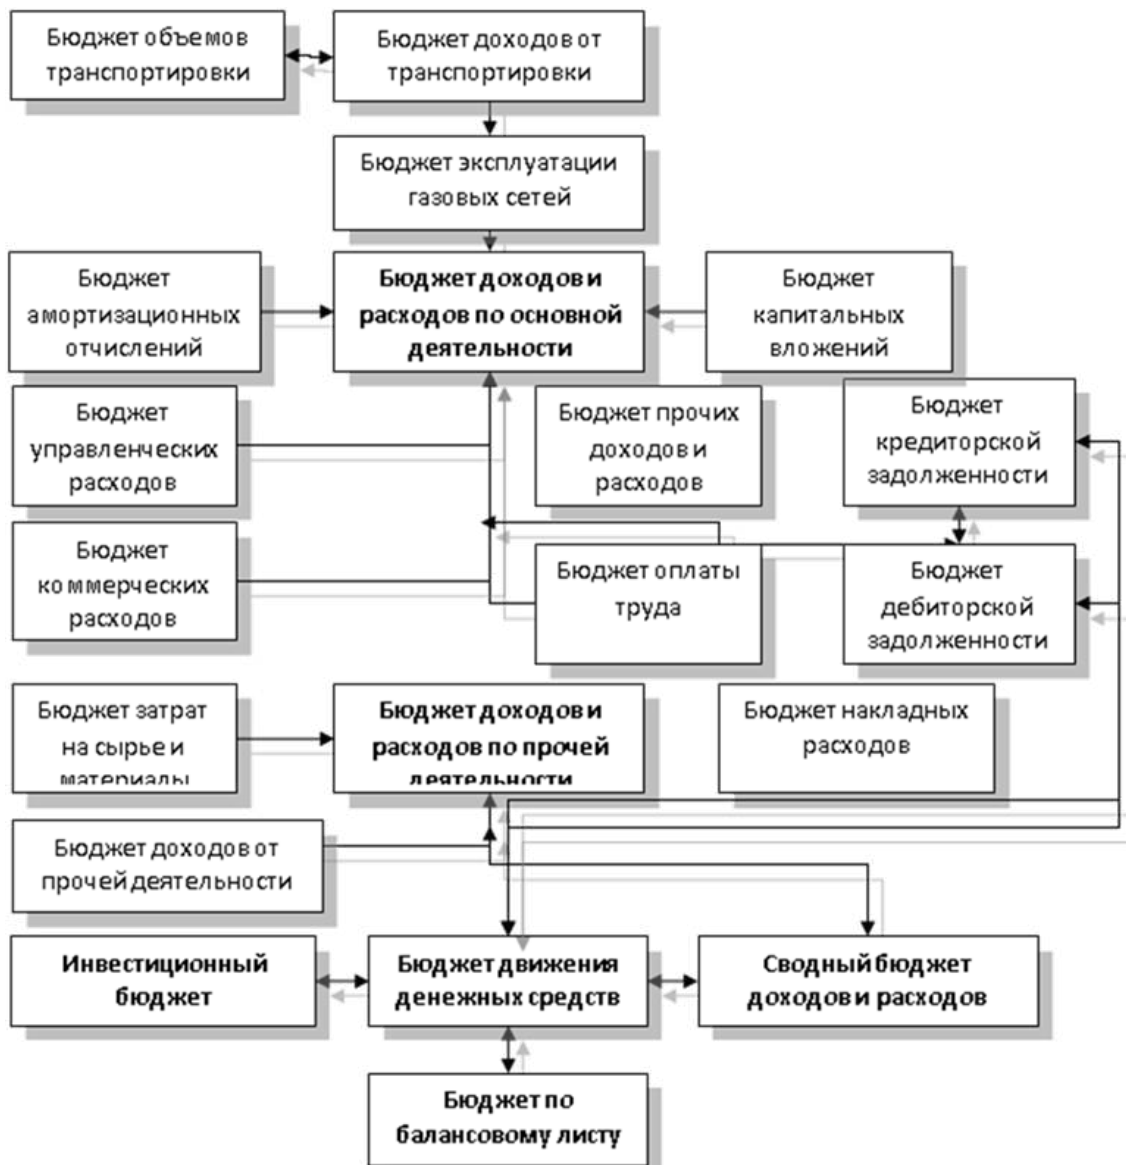 Бюджет объемов
транспортировки
Бюджет доходов от
транспортировки
Бюджет эксплуатации
газовых сетей
Бюджет
амортизационных
отчислений
Бюджет доходов и
расходов по основной
деятельности
Бюджет
капитальных
вложений
Бюджет
управленческих
расходов
Бюджет прочих
доходов и
расходов
Бюджет
кредиторской
задолженности
Бюджет
коммерческих
расходов
Бюджет оплаты
труда
Бюджет
дебиторской
задолженности
Бюджет затрат
на сырье и
материалы
Бюджет доходов и
расходов по прочей
деятельности
Бюджет накладных
расходов
Бюджет доходов от
прочей деятельности
Инвестиционный
бюджет
Бюджет движения
денежных средств
Сводный бюджет
доходов и расходов
Бюджет по
балансовому листу